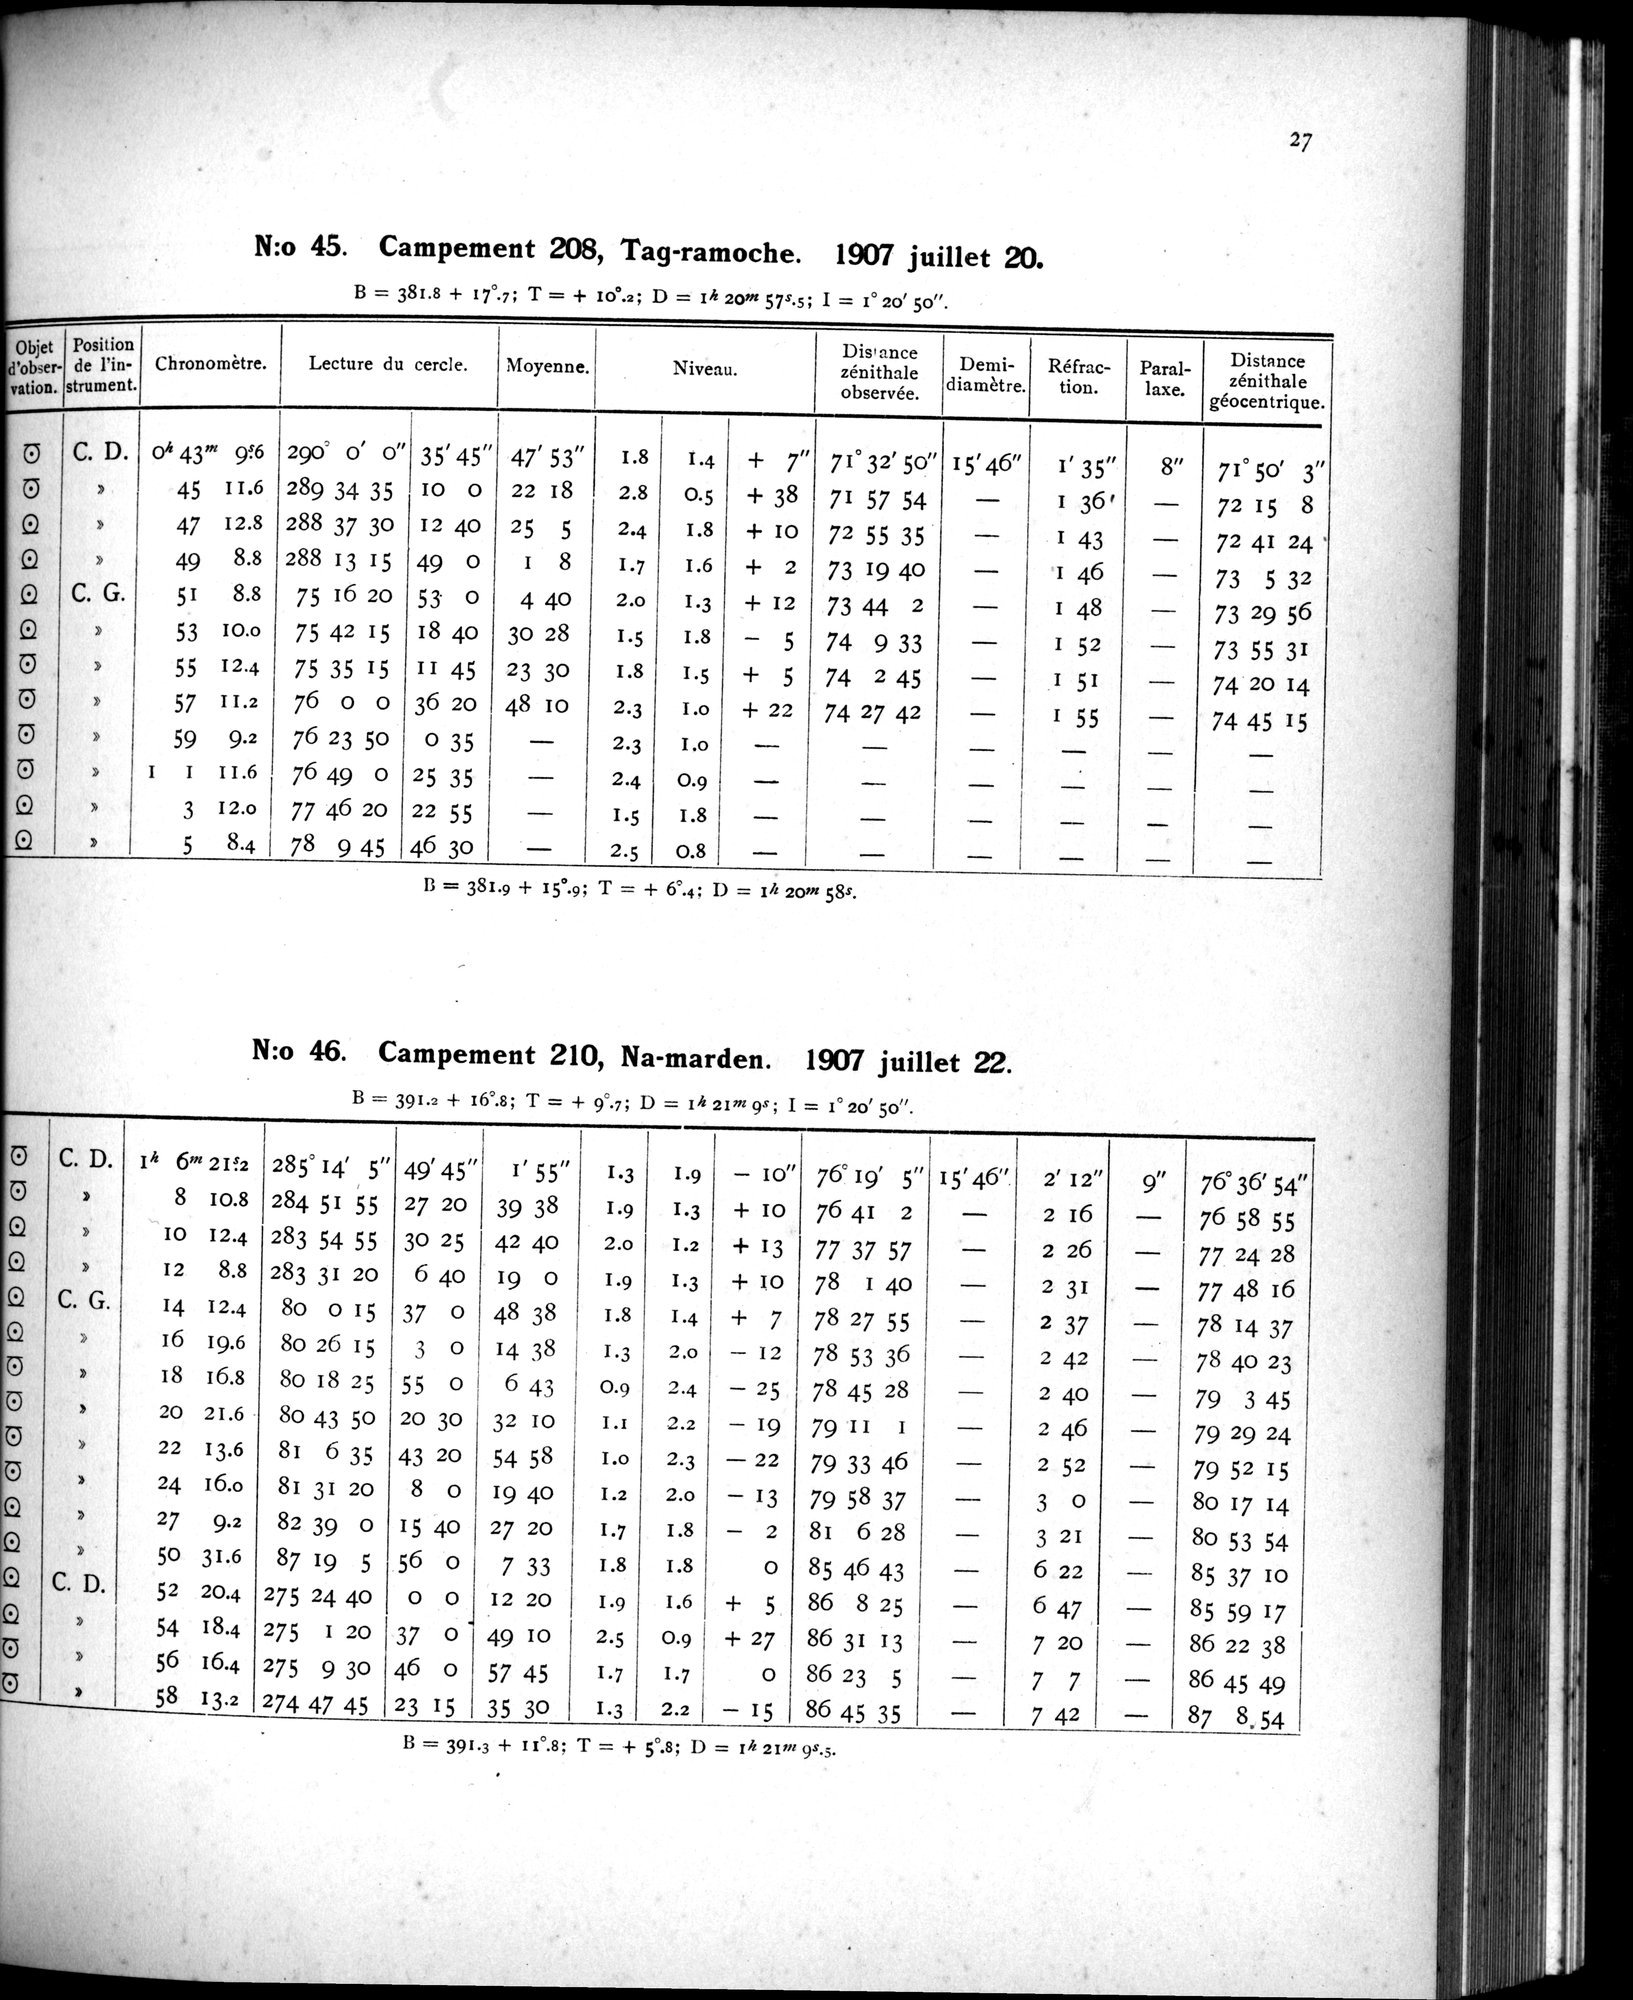 27
N:o 45. Campement 208, Tag-ramoche. 1907 juillet 20.
B = 381.8 + 17°.7; T = + 10°.2; D = 1h 20m 57s.5; I = 1° 20′ 50″.
Objet d'obser-vation. Position de l'in-strument. Chronomètre. Lecture du cercle. Moyenne. Niveau. Distance zénithale observée. Demi-diamètre. Réfrac-tion. Paral-laxe. Distance zénithale géocentrique.
C. D. 0h 43m 9s.6 290° 0′ 0″ 35′ 45″ 47′ 53″ 1.8 1.4 + 7″ 71° 32′ 50″ 15′ 46″ 1′ 35″ 8″ 71° 50′ 3″
» 45 11.6 289 34 35 10 0 22 18 2.8 0.5 + 38 71 57 54 — 1 36 — 72 15 8
» 47 12.8 288 37 30 12 40 25 5 2.4 1.8 + 10 72 55 35 — 1 43 — 72 41 24
» 49 8.8 288 13 15 49 0 1 8 1.7 1.6 + 2 73 19 40 — 1 46 — 73 5 32
C. G. 51 8.8 75 16 20 53 0 4 40 2.0 1.3 + 12 73 44 2 — 1 48 — 73 29 56
» 53 10.0 75 42 15 18 40 30 28 1.5 1.8 − 5 74 9 33 — 1 52 — 73 55 31
» 55 12.4 75 35 15 11 45 23 30 1.8 1.5 + 5 74 2 45 — 1 51 — 74 20 14
» 57 11.2 76 0 0 36 20 48 10 2.3 1.0 + 22 74 27 42 — 1 55 — 74 45 15
» 59 9.2 76 23 50 0 35 — 2.3 1.0 — — — — — —
» 1 1 11.6 76 49 0 25 35 — 2.4 0.9 — — — — — —
» 3 12.0 77 46 20 22 55 — 1.5 1.8 — — — — — —
» 5 8.4 78 9 45 46 30 — 2.5 0.8 — — — — — —
B = 381.9 + 15°.9; T = + 6°.4; D = 1h 20m 58s.
N:o 46. Campement 210, Na-marden. 1907 juillet 22.
B = 391.2 + 16°.8; T = + 9°.7; D = 1h 21m 9s; I = 1° 20′ 50″.
C. D. 1h 6m 21s.2 285° 14′ 5″ 49′ 45″ 1′ 55″ 1.3 1.9 − 10″ 76° 19′ 5″ 15′ 46″ 2′ 12″ 9″ 76° 36′ 54″
» 8 10.8 284 51 55 27 20 39 38 1.9 1.3 + 10 76 41 2 — 2 16 — 76 58 55
» 10 12.4 283 54 55 30 25 42 40 2.0 1.2 + 13 77 37 57 — 2 26 — 77 24 28
» 12 8.8 283 31 20 6 40 19 0 1.9 1.3 + 10 78 1 40 — 2 31 — 77 48 16
C. G. 14 12.4 80 0 15 37 0 48 38 1.8 1.4 + 7 78 27 55 — 2 37 — 78 14 37
» 16 19.6 80 26 15 3 0 14 38 1.3 2.0 − 12 78 53 36 — 2 42 — 78 40 23
» 18 16.8 80 18 25 55 0 6 43 0.9 2.4 − 25 78 45 28 — 2 40 — 79 3 45
» 20 21.6 80 43 50 20 30 32 10 1.1 2.2 − 19 79 11 1 — 2 46 — 79 29 24
» 22 13.6 81 6 35 43 20 54 58 1.0 2.3 − 22 79 33 46 — 2 52 — 79 52 15
» 24 16.0 81 31 20 8 0 19 40 1.2 2.0 − 13 79 58 37 — 3 0 — 80 17 14
» 27 9.2 82 39 0 15 40 27 20 1.7 1.8 − 2 81 6 28 — 3 21 — 80 53 54
» 50 31.6 87 19 5 56 0 7 33 1.8 1.8 0 85 46 43 — 6 22 — 85 37 10
C. D. 52 20.4 275 24 40 0 0 12 20 1.9 1.6 + 5 86 8 25 — 6 47 — 85 59 17
» 54 18.4 275 1 20 37 0 49 10 2.5 0.9 + 27 86 31 13 — 7 20 — 86 22 38
» 56 16.4 275 9 30 46 0 57 45 1.7 1.7 0 86 23 5 — 7 7 — 86 45 49
» 58 13.2 274 47 45 23 15 35 30 1.3 2.2 − 15 86 45 35 — 7 42 — 87 8 54
B = 391.3 + 11°.8; T = + 5°.8; D = 1h 21m 9s.5.